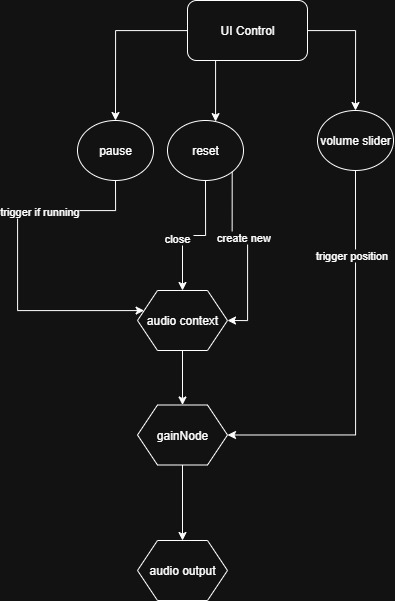 UI Control
pause
reset
volume slider
trigger if running
close
create new
trigger position
audio context
gainNode
audio output